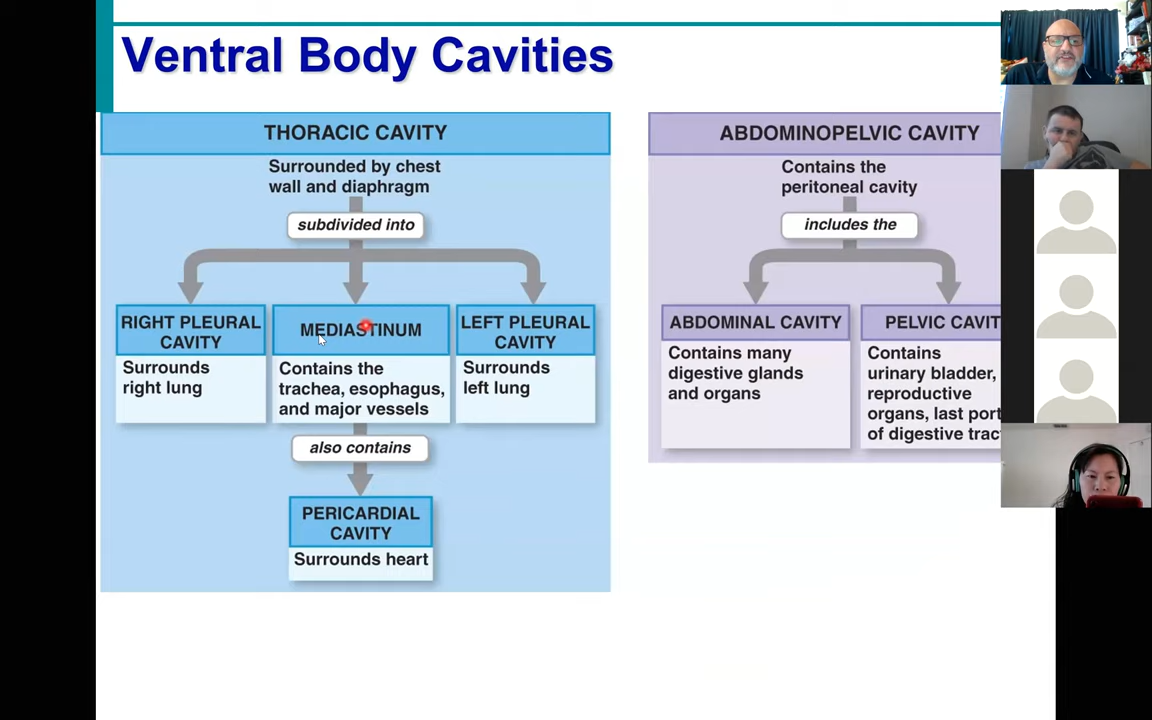 Ventral Body Cavities
THORACIC CAVITY
Surrounded by chest
wall and diaphragm
subdivided into
RIGHT PLEURAL
CAVITY
Surrounds
right lung
MEDIASTINUM
Contains the
trachea, esophagus,
and major vessels
LEFT PLEURAL
CAVITY
Surrounds
left lung
also contains
PERICARDIAL
CAVITY
Surrounds heart
ABDOMINOPELVIC CAVITY
Contains the
peritoneal cavity
includes the
ABDOMINAL CAVITY
Contains many
digestive glands
and organs
PELVIC CAVIT
Contains
urinary bladder,
reproductive
organs, last port
of digestive trac